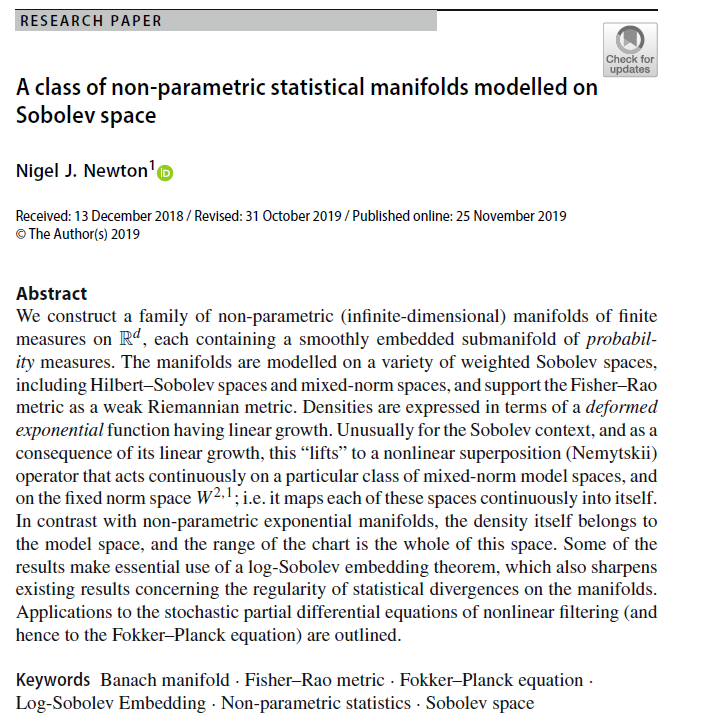 RESEARCH PAPER
Check for
updates
A class of non-parametric statistical manifolds modelled on
Sobolev space
Nigel J. Newton1 iD
Received: 13 December 2018 / Revised: 31 October 2019 / Published online: 25 November 2019
© The Author(s) 2019
Abstract
We construct a family of non-parametric (infinite-dimensional) manifolds of finite
measures on ℝᵈ, each containing a smoothly embedded submanifold of probabil-
ity measures. The manifolds are modelled on a variety of weighted Sobolev spaces,
including Hilbert–Sobolev spaces and mixed-norm spaces, and support the Fisher–Rao
metric as a weak Riemannian metric. Densities are expressed in terms of a deformed
exponential function having linear growth. Unusually for the Sobolev context, and as a
consequence of its linear growth, this “lifts” to a nonlinear superposition (Nemytskii)
operator that acts continuously on a particular class of mixed-norm model spaces, and
on the fixed norm space W²,¹; i.e. it maps each of these spaces continuously into itself.
In contrast with non-parametric exponential manifolds, the density itself belongs to
the model space, and the range of the chart is the whole of this space. Some of the
results make essential use of a log-Sobolev embedding theorem, which also sharpens
existing results concerning the regularity of statistical divergences on the manifolds.
Applications to the stochastic partial differential equations of nonlinear filtering (and
hence to the Fokker–Planck equation) are outlined.
Keywords Banach manifold · Fisher–Rao metric · Fokker–Planck equation ·
Log-Sobolev Embedding · Non-parametric statistics · Sobolev space